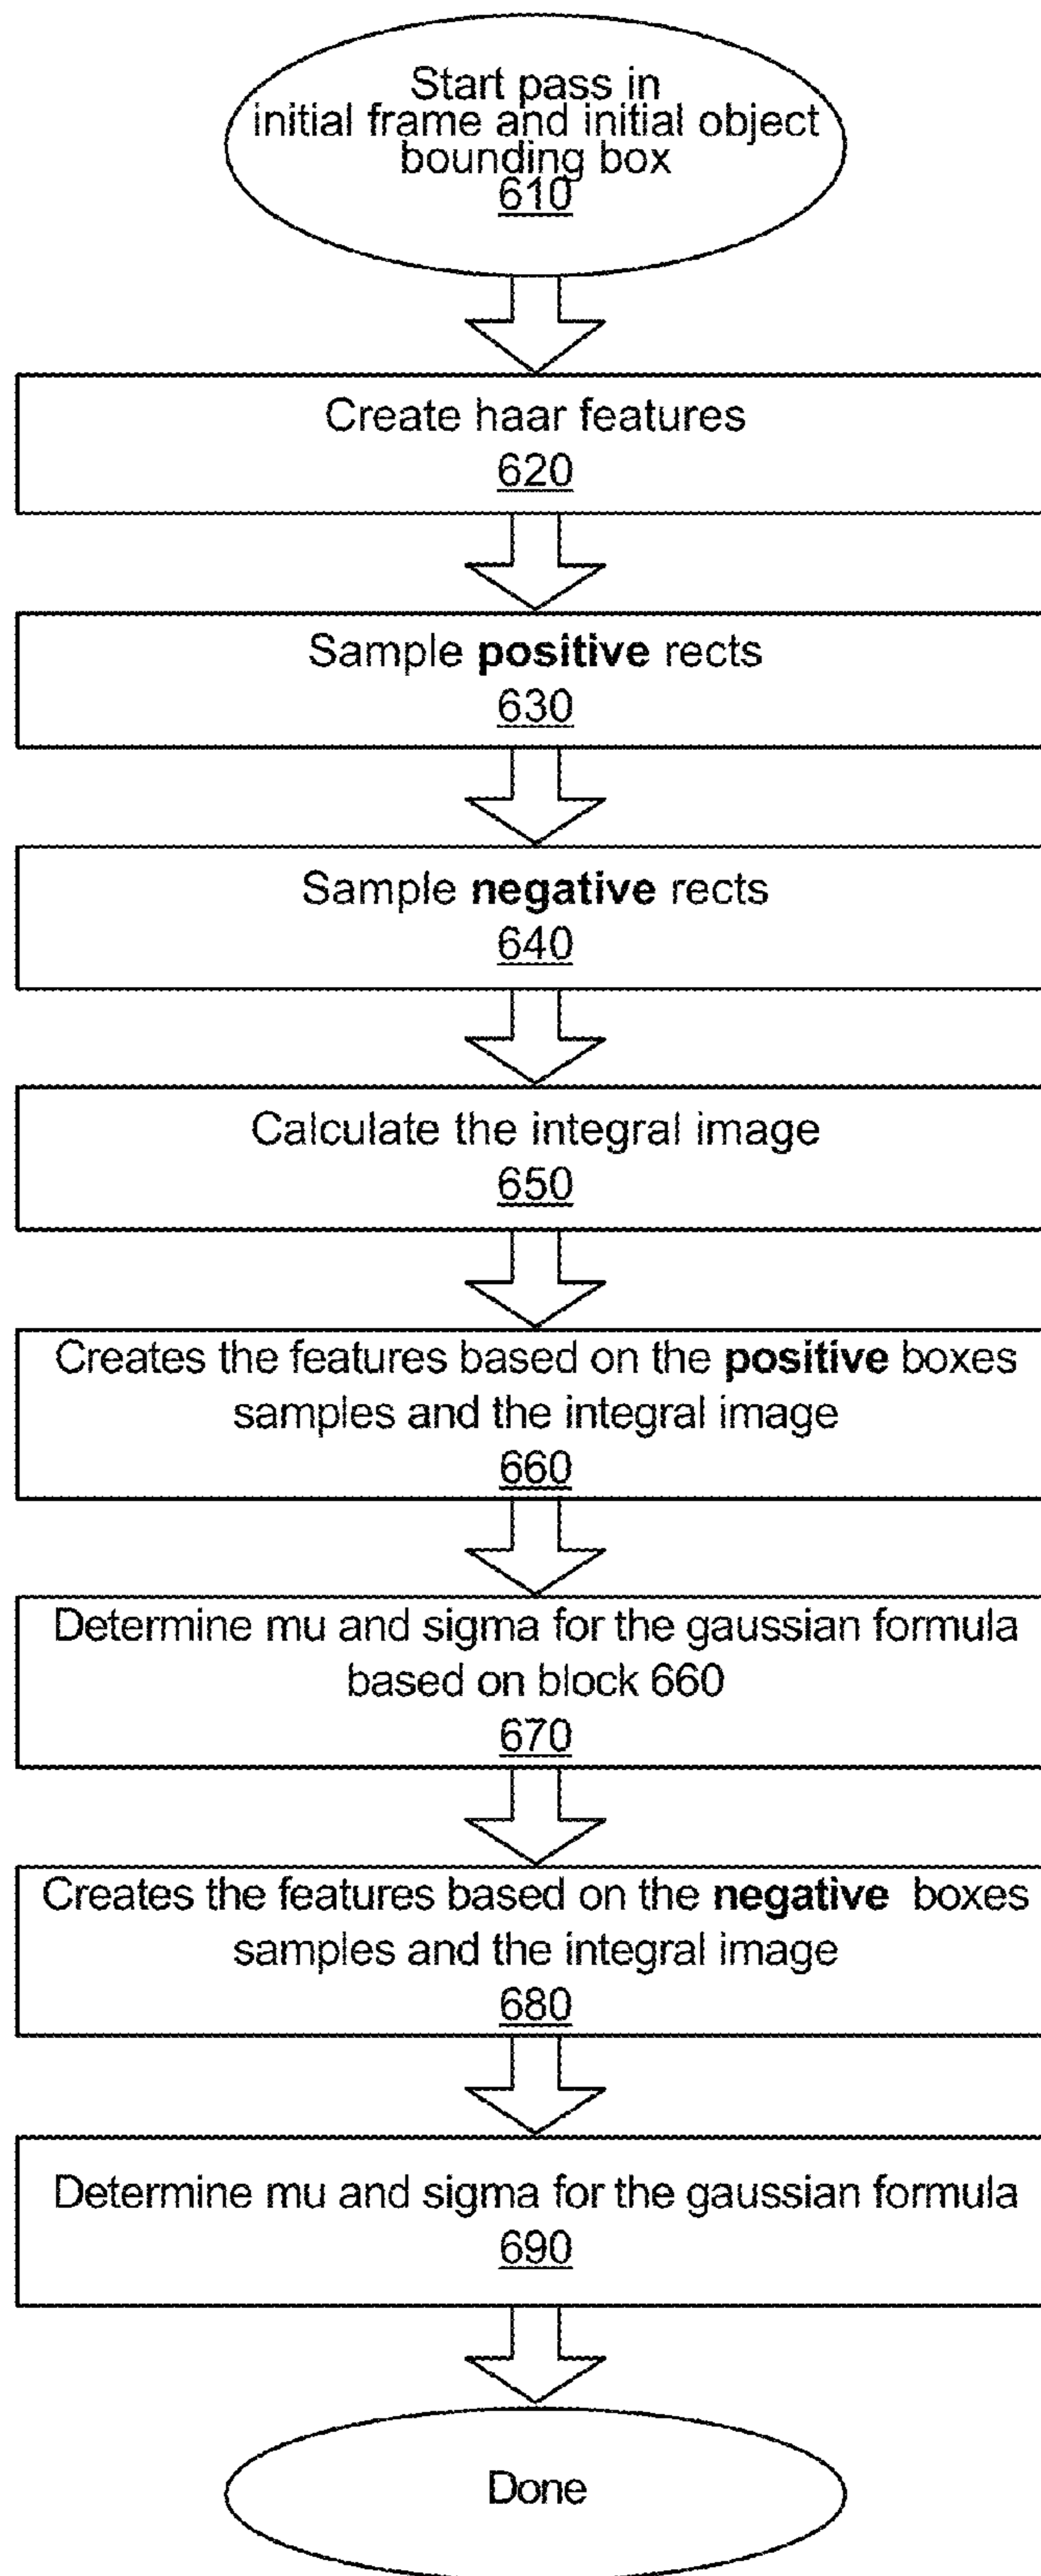 Start pass in
initial frame and initial object
bounding box
610
Create haar features
620
Sample positive rects
630
Sample negative rects
640
Calculate the integral image
650
Creates the features based on the positive boxes
samples and the integral image
660
Determine mu and sigma for the gaussian formula
based on block 660
670
Creates the features based on the negative boxes
samples and the integral image
680
Determine mu and sigma for the gaussian formula
690
Done